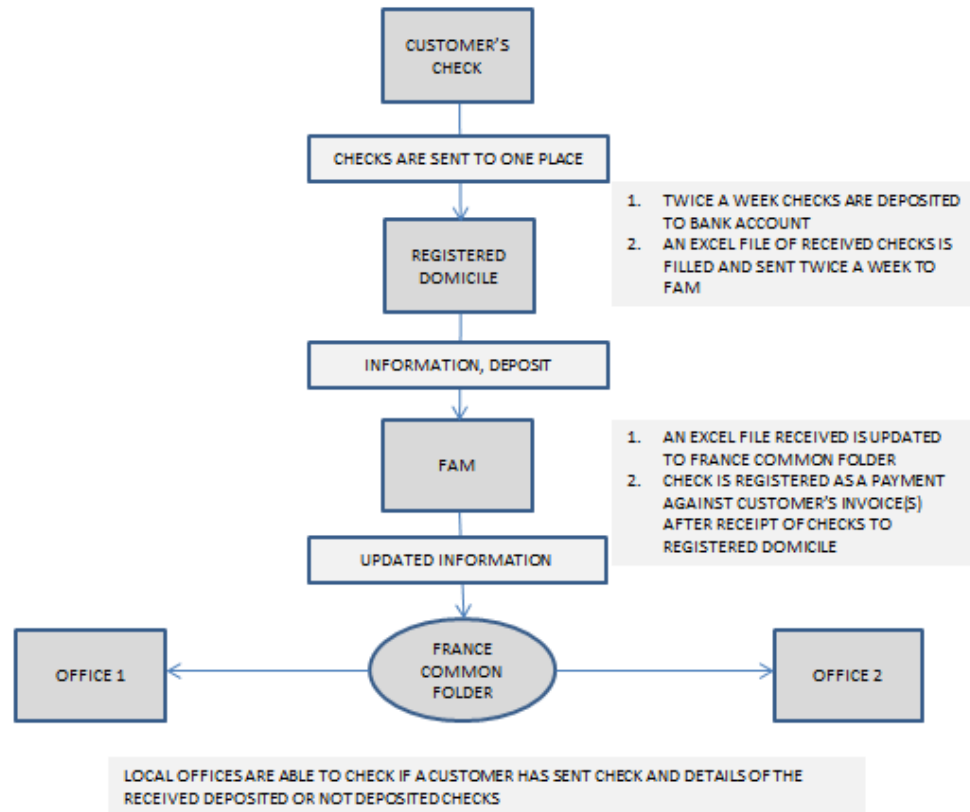 CUSTOMER'S
CHECK
CHECKS ARE SENT TO ONE PLACE
1. TWICE A WEEK CHECKS ARE DEPOSITED
TO BANK ACCOUNT
2. AN EXCEL FILE OF RECEIVED CHECKS IS
FILLED AND SENT TWICE A WEEK TO
FAM
REGISTERED
DOMICILE
INFORMATION, DEPOSIT
1. AN EXCEL FILE RECEIVED IS UPDATED
TO FRANCE COMMON FOLDER
2. CHECK IS REGISTERED AS A PAYMENT
AGAINST CUSTOMER'S INVOICE(S)
AFTER RECEIPT OF CHECKS TO
REGISTERED DOMICILE
FAM
UPDATED INFORMATION
OFFICE 1
FRANCE
COMMON
FOLDER
OFFICE 2
LOCAL OFFICES ARE ABLE TO CHECK IF A CUSTOMER HAS SENT CHECK AND DETAILS OF THE
RECEIVED DEPOSITED OR NOT DEPOSITED CHECKS